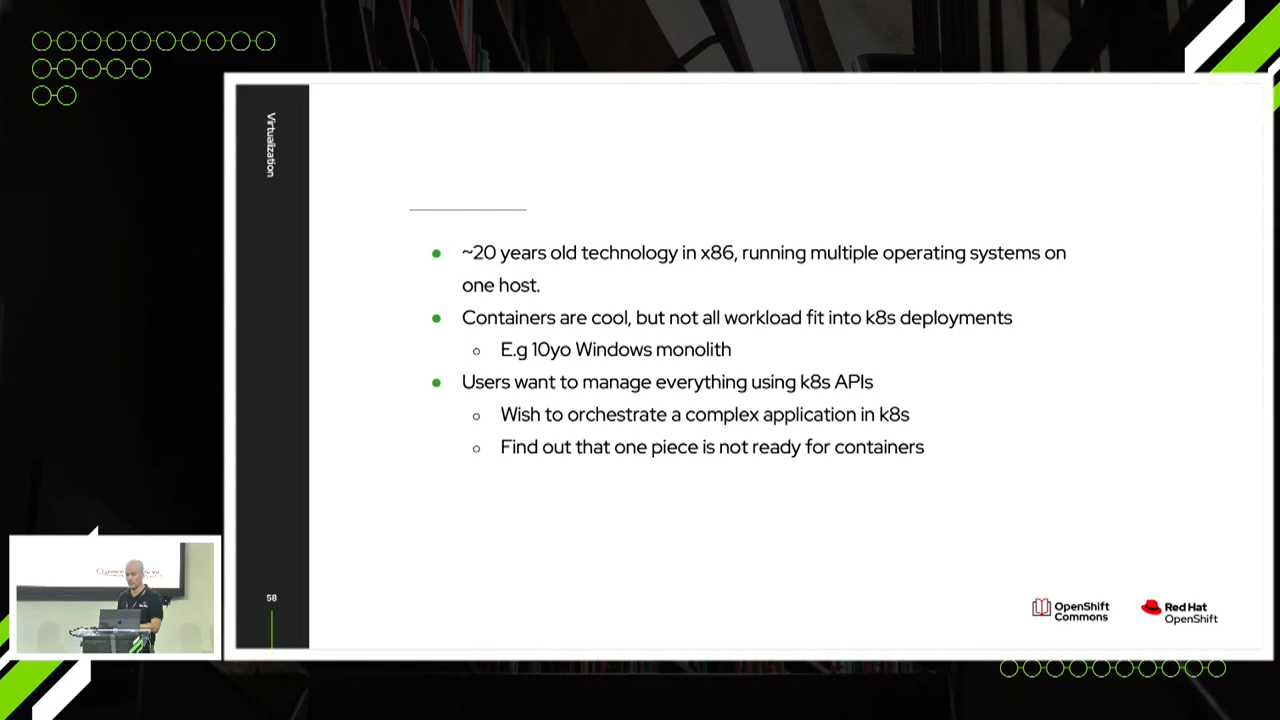 Virtualization
~20 years old technology in x86, running multiple operating systems on
one host.
Containers are cool, but not all workload fit into k8s deployments
E.g 10yo Windows monolith
Users want to manage everything using k8s APIs
Wish to orchestrate a complex application in k8s
Find out that one piece is not ready for containers
58
OpenShift
Commons
Red Hat
OpenShift